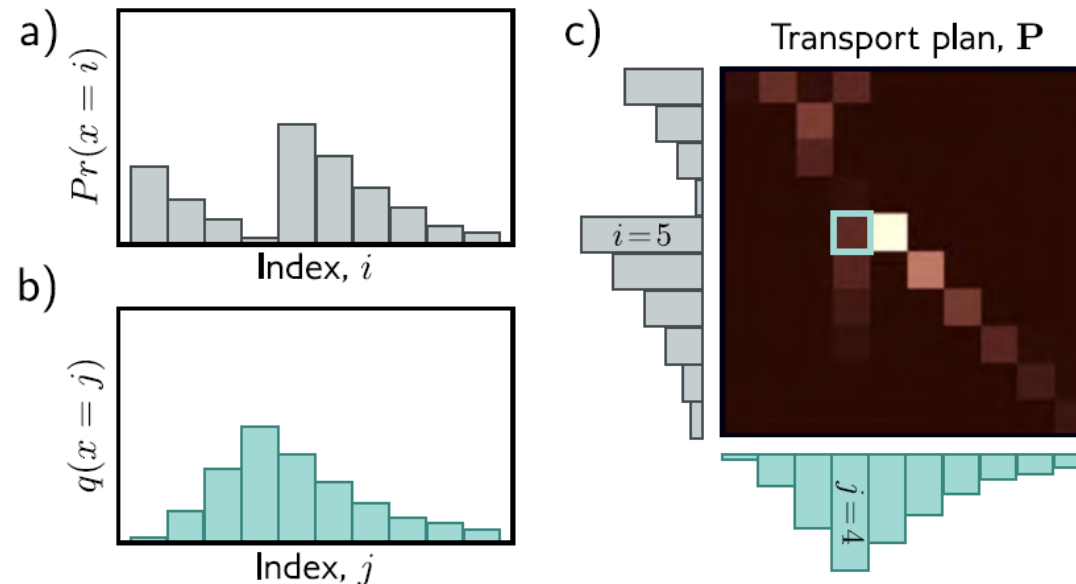 a)
Pr(x = i)
Index, i
b)
q(x = j)
Index, j
c)
Transport plan, P
i=5
j=4